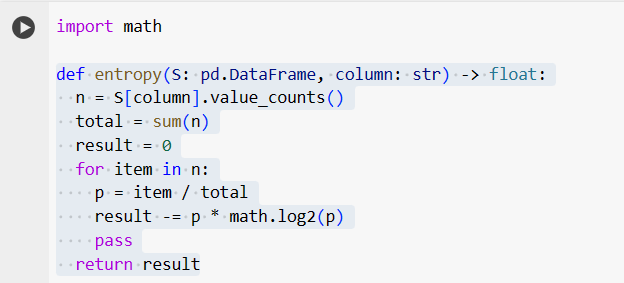 import math
def entropy(S: pd.DataFrame, column: str) -> float:
  n = S[column].value_counts()
  total = sum(n)
  result = 0
  for item in n:
    p = item / total
    result -= p * math.log2(p)
    pass
  return result